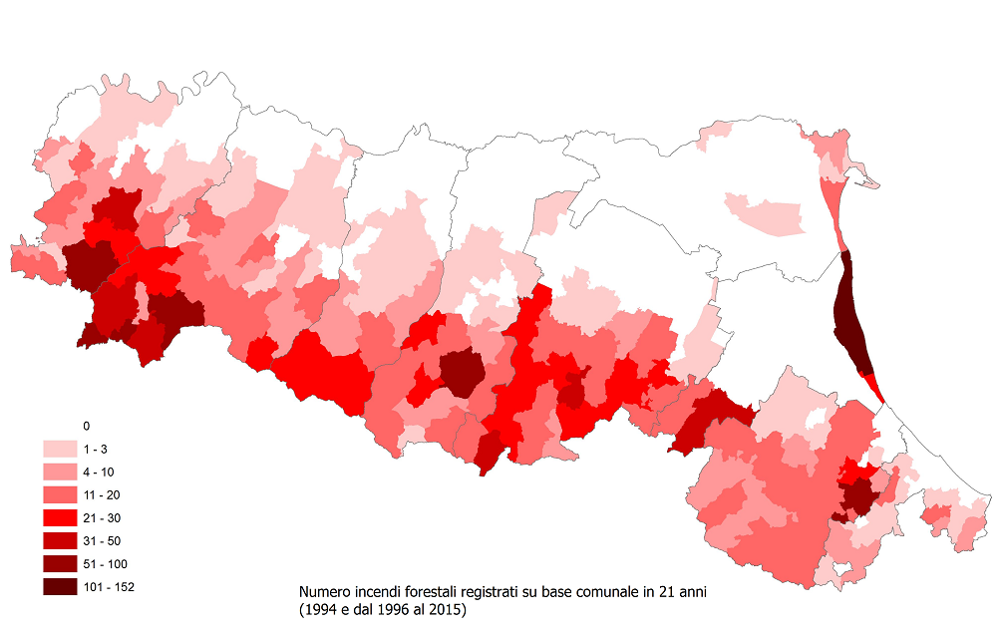 0
1 - 3
4 - 10
11 - 20
21 - 30
31 - 50
51 - 100
101 - 152
Numero incendi forestali registrati su base comunale in 21 anni
(1994 e dal 1996 al 2015)